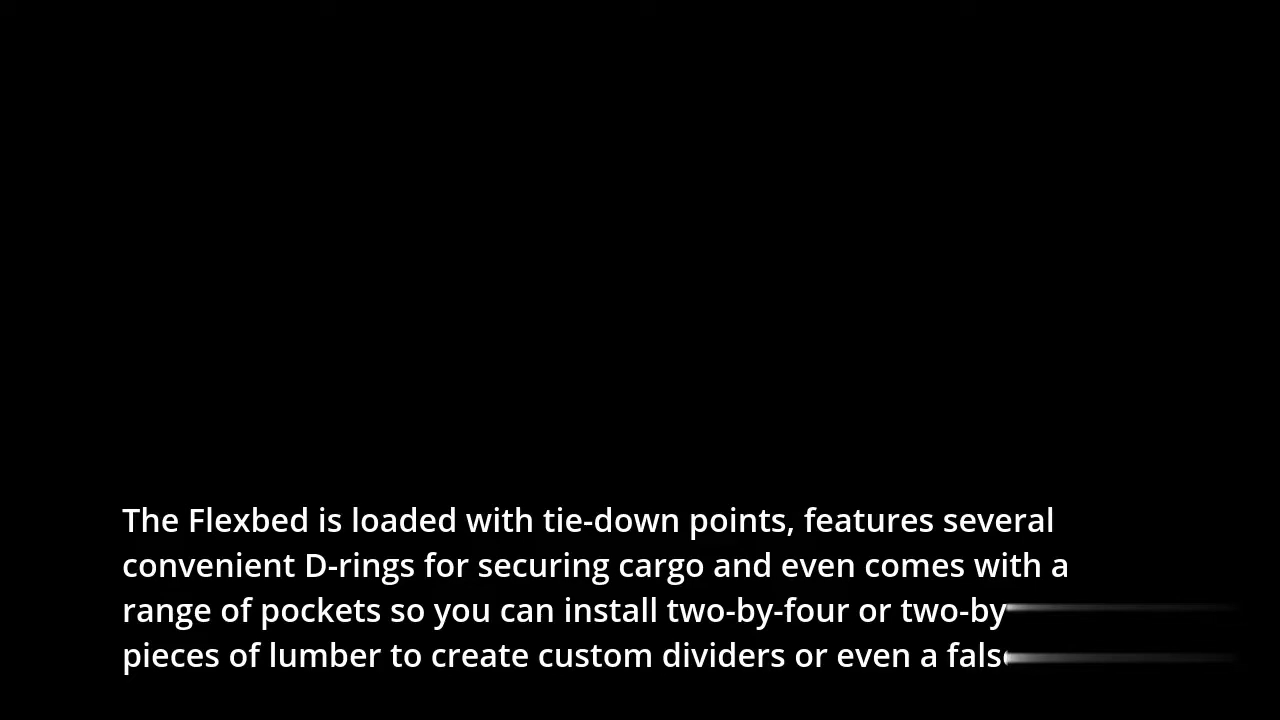 The Flexbed is loaded with tie-down points, features several
convenient D-rings for securing cargo and even comes with a
range of pockets so you can install two-by-four or two-by
pieces of lumber to create custom dividers or even a